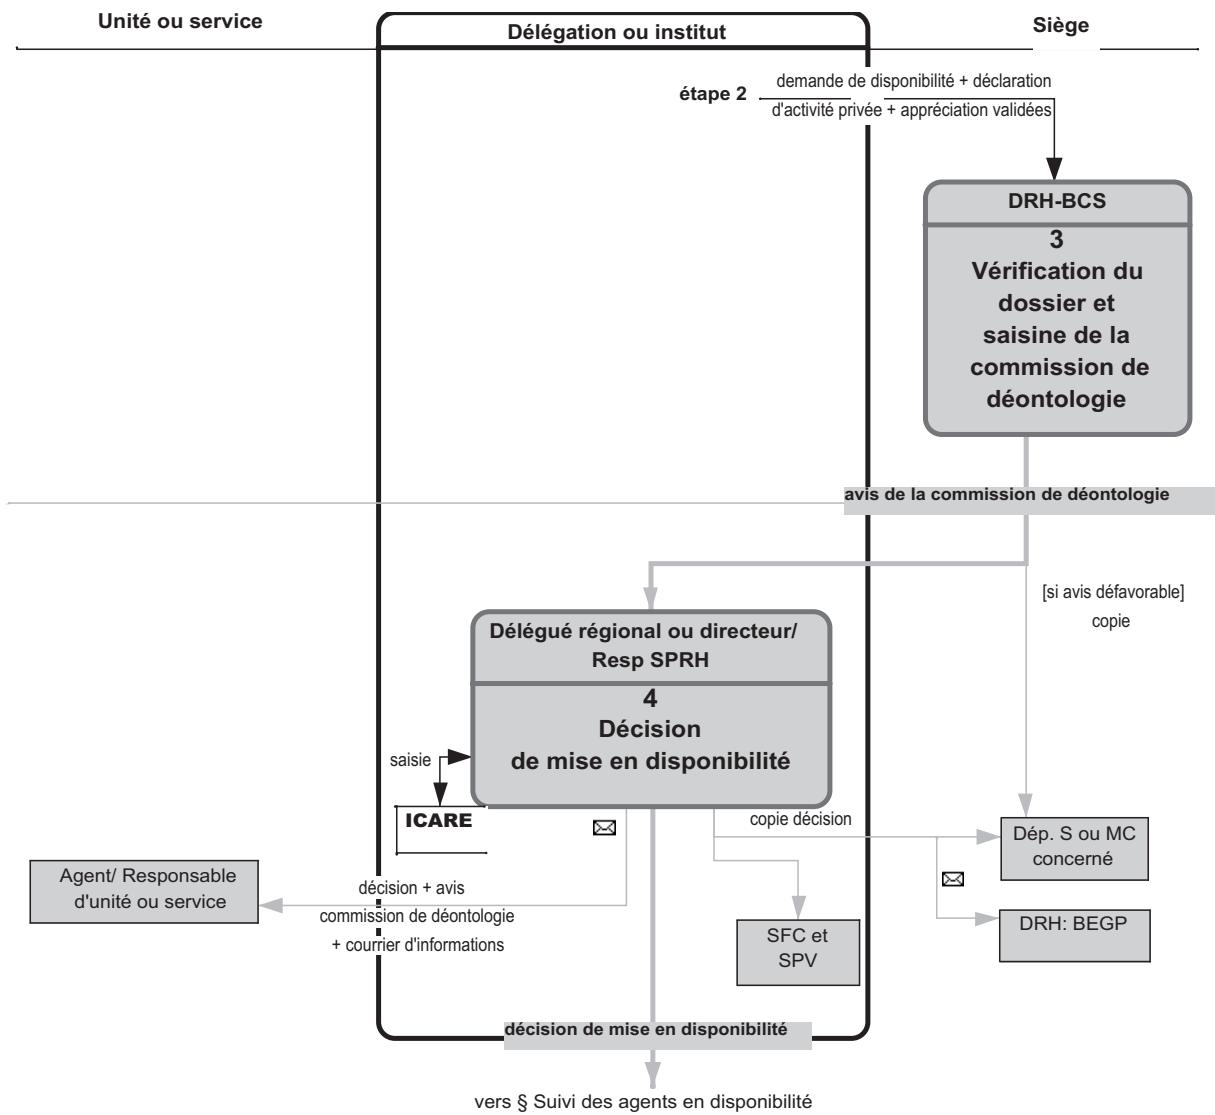 Unité ou service
Délégation ou institut
Siège
étape 2
demande de disponibilité + déclaration
d'activité privée + appréciation validées
DRH-BCS
3
Vérification du
dossier et
saisine de la
commission de
déontologie
avis de la commission de déontologie
[si avis défavorable]
copie
Délégué régional ou directeur/
Resp SPRH
4
Décision
de mise en disponibilité
saisie
ICARE
copie décision
Dép. S ou MC
concerné
Agent/ Responsable
d'unité ou service
décision + avis
commission de déontologie
+ courrier d'informations
SFC et
SPV
DRH: BEGP
décision de mise en disponibilité
vers § Suivi des agents en disponibilité